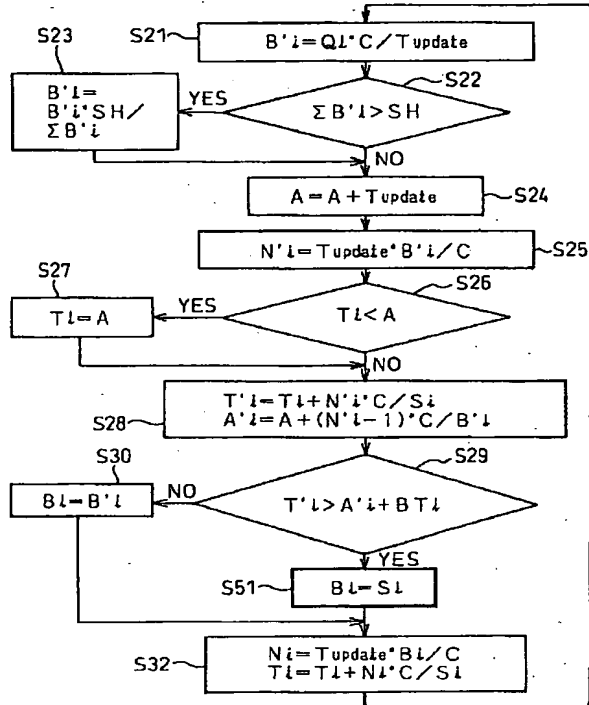 S21
B'i=Qi*C/Tupdate
S22
ΣB'i>SH
YES
S23
B'i=
B'i*SH/
ΣB'i
NO
A=A+Tupdate
S24
N'i=Tupdate*B'i/C
S25
S26
Ti<A
YES
S27
Ti=A
NO
T'i=Ti+N'i*C/Si
A'i=A+(N'i-1)*C/B'i
S28
S29
T'i>A'i+BTi
NO
S30
Bi=B'i
YES
S51
Bi=Si
S32
Ni=Tupdate*Bi/C
Ti=Ti+Ni*C/Si